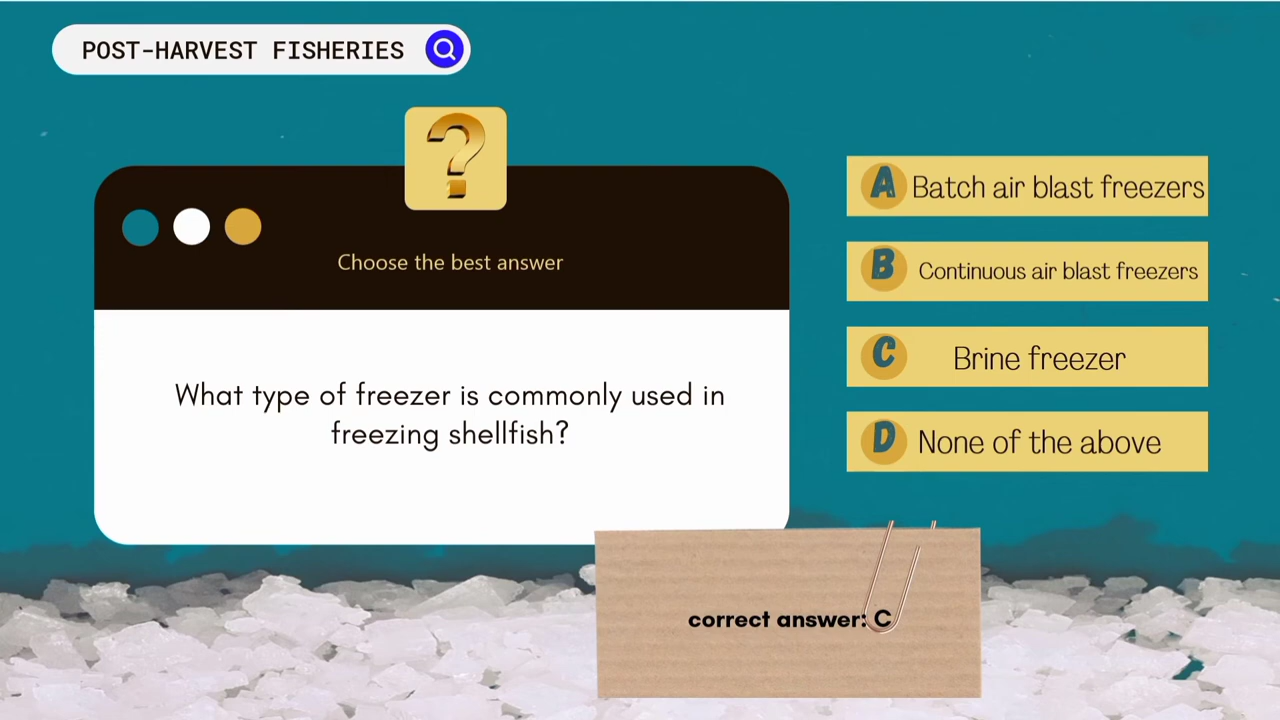 POST-HARVEST FISHERIES
?
Choose the best answer
What type of freezer is commonly used in
freezing shellfish?
A Batch air blast freezers
B Continuous air blast freezers
C Brine freezer
D None of the above
correct answer: C